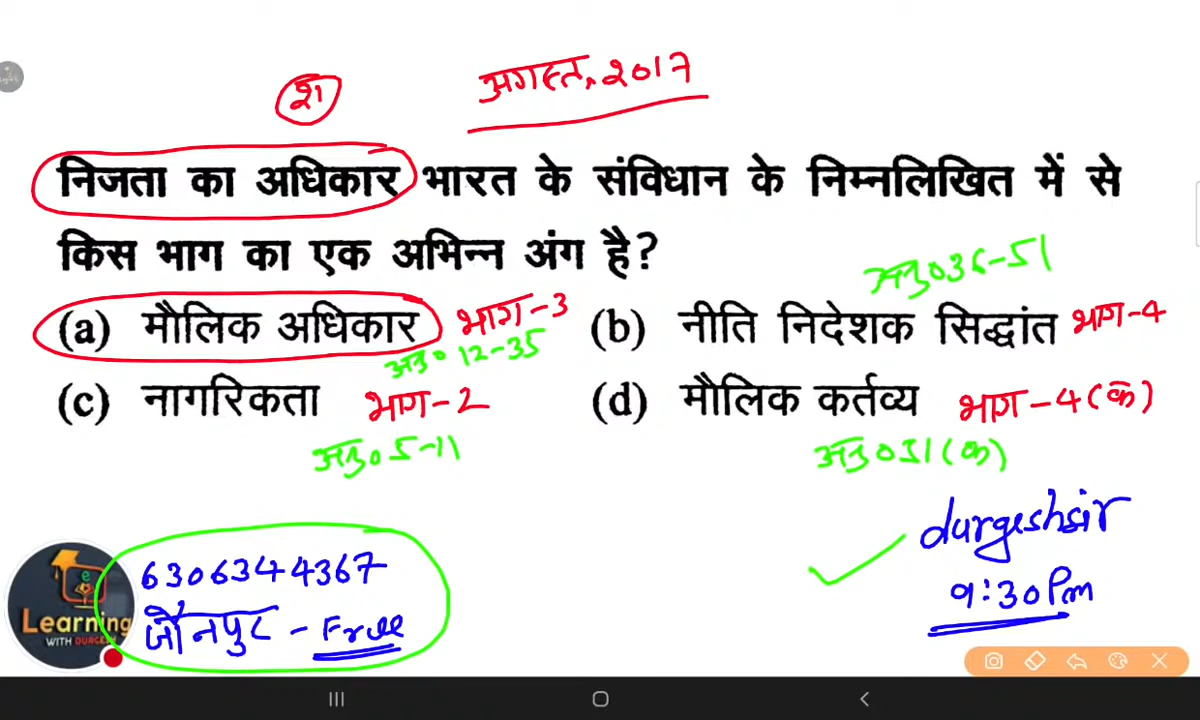 अगस्त, 2017
निजता का अधिकार भारत के संविधान के निम्नलिखित में से
किस भाग का एक अभिन्न अंग है?
अनु० 36-51
(a) मौलिक अधिकार भाग-3 (b) नीति निदेशक सिद्धांत भाग-4
अनु० 12-35
(c) नागरिकता भाग-2 (d) मौलिक कर्तव्य भाग-4(क)
अनु० 5-11 अनु० 51(क)
durgeshsir
9:30 Pm
6306344367
जौनपुर - Free
e
Learning
WITH DURGESH